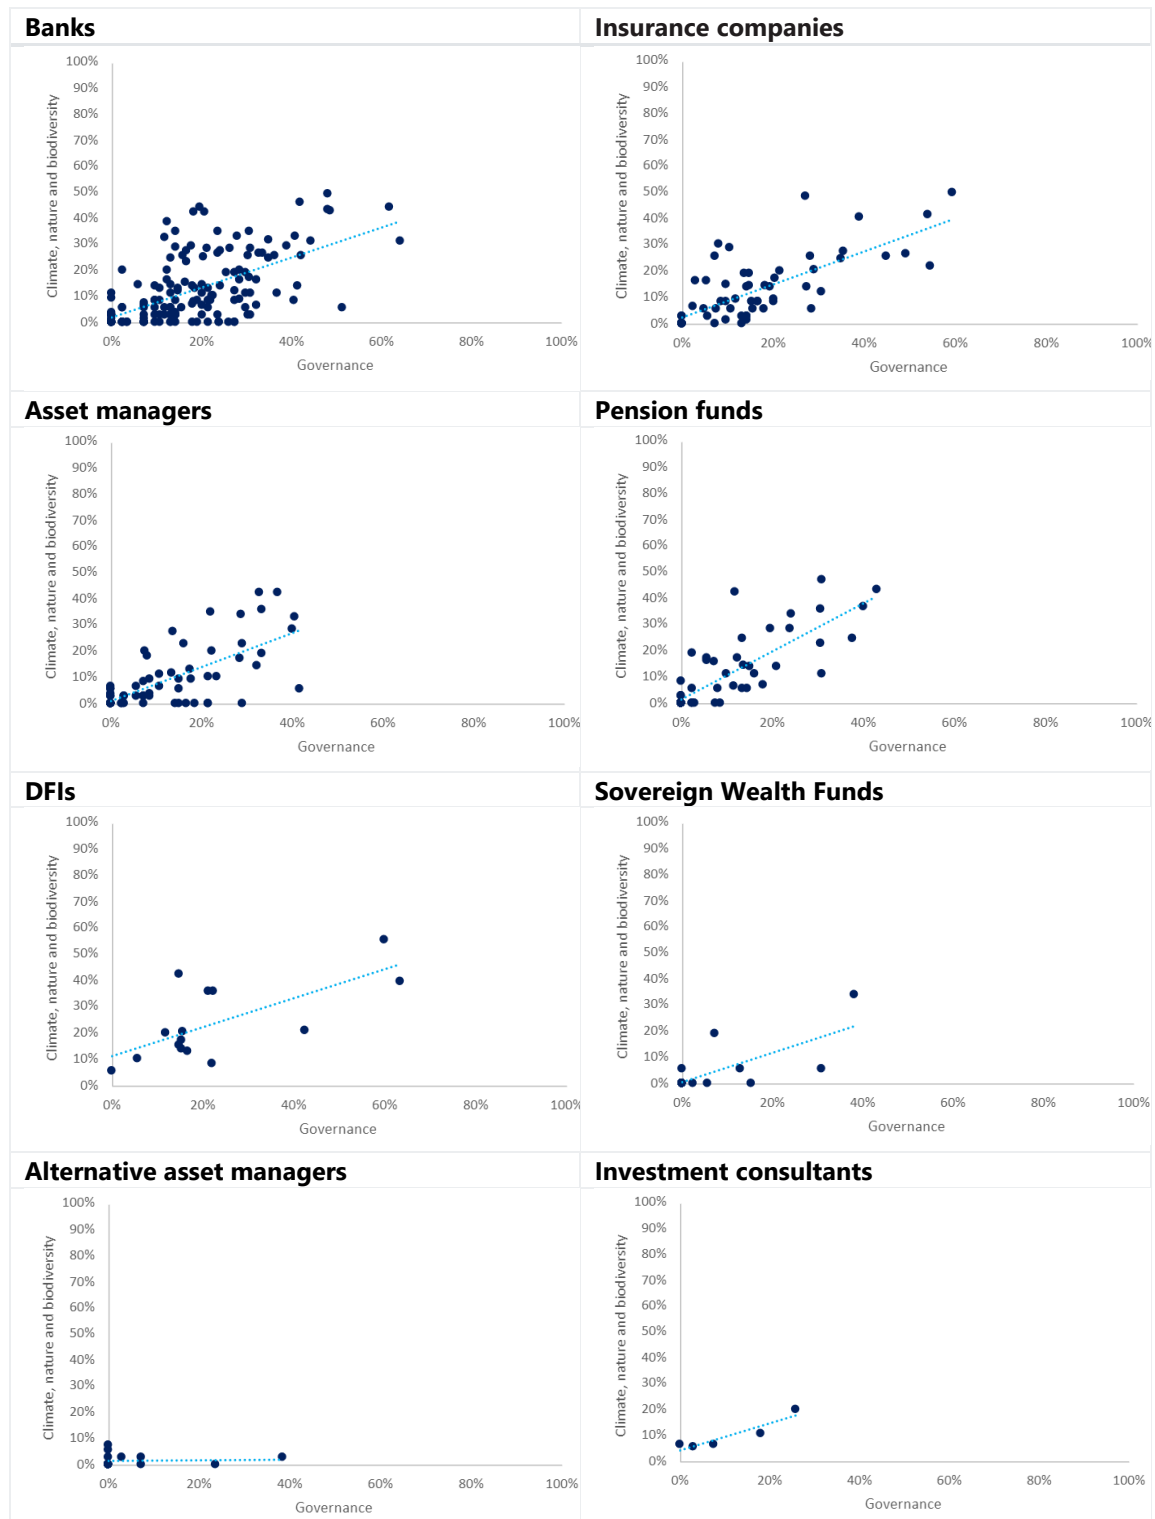 Banks
Insurance companies
100%
90%
80%
70%
60%
50%
40%
30%
20%
10%
0%
Climate, nature and biodiversity
0% 20% 40% 60% 80% 100%
Governance
100%
90%
80%
70%
60%
50%
40%
30%
20%
10%
0%
Climate, nature and biodiversity
0% 20% 40% 60% 80% 100%
Governance
Asset managers
Pension funds
100%
90%
80%
70%
60%
50%
40%
30%
20%
10%
0%
Climate, nature and biodiversity
0% 20% 40% 60% 80% 100%
Governance
100%
90%
80%
70%
60%
50%
40%
30%
20%
10%
0%
Climate, nature and biodiversity
0% 20% 40% 60% 80% 100%
Governance
DFIs
Sovereign Wealth Funds
100%
90%
80%
70%
60%
50%
40%
30%
20%
10%
0%
Climate, nature and biodiversity
0% 20% 40% 60% 80% 100%
Governance
100%
90%
80%
70%
60%
50%
40%
30%
20%
10%
0%
Climate, nature and biodiversity
0% 20% 40% 60% 80% 100%
Governance
Alternative asset managers
Investment consultants
100%
90%
80%
70%
60%
50%
40%
30%
20%
10%
0%
Climate, nature and biodiversity
0% 20% 40% 60% 80% 100%
Governance
100%
90%
80%
70%
60%
50%
40%
30%
20%
10%
0%
Climate, nature and biodiversity
0% 20% 40% 60% 80% 100%
Governance